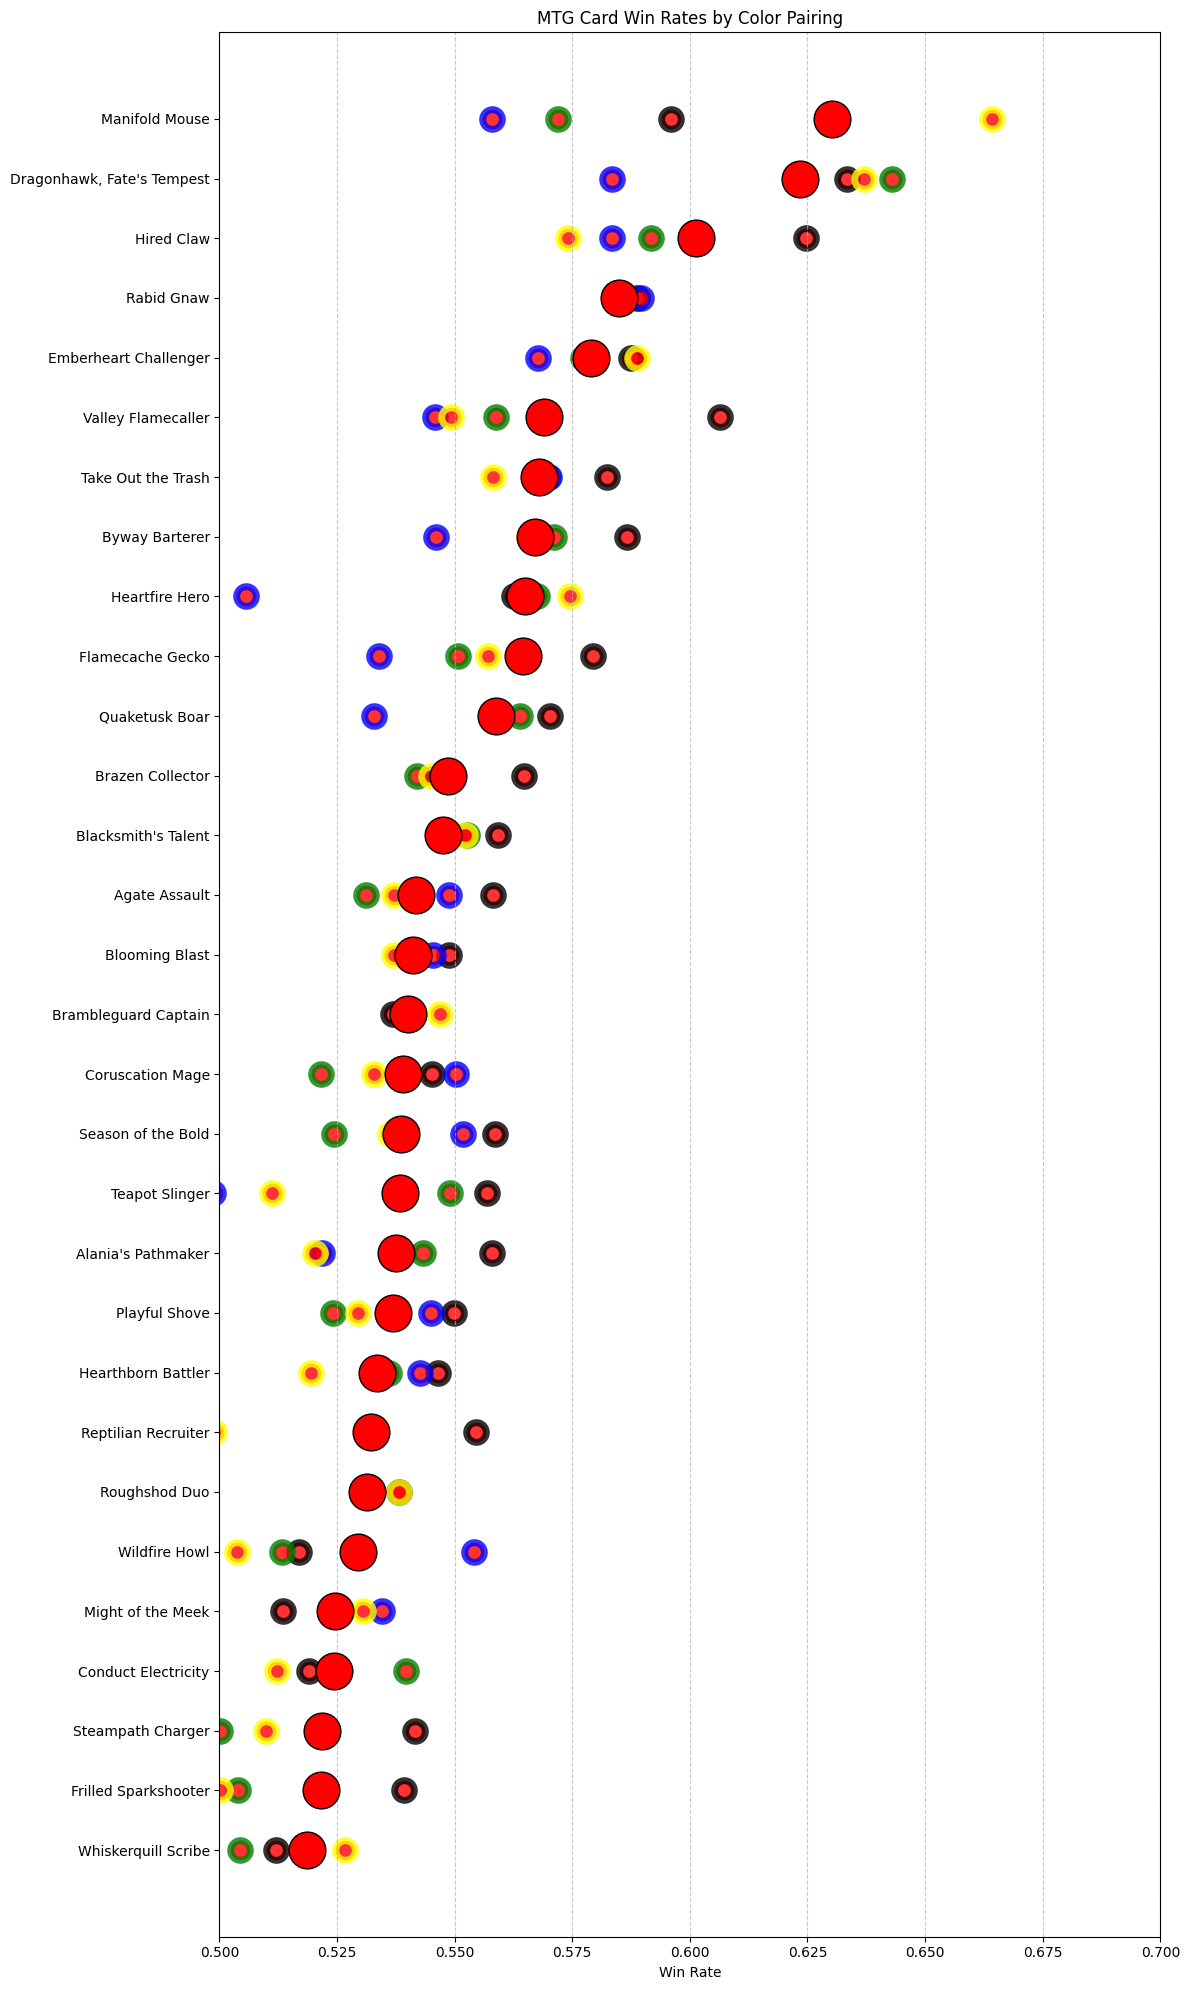 MTG Card Win Rates by Color Pairing
Manifold Mouse
Dragonhawk, Fate's Tempest
Hired Claw
Rabid Gnaw
Emberheart Challenger
Valley Flamecaller
Take Out the Trash
Byway Barterer
Heartfire Hero
Flamecache Gecko
Quaketusk Boar
Brazen Collector
Blacksmith's Talent
Agate Assault
Blooming Blast
Brambleguard Captain
Coruscation Mage
Season of the Bold
Teapot Slinger
Alania's Pathmaker
Playful Shove
Hearthborn Battler
Reptilian Recruiter
Roughshod Duo
Wildfire Howl
Might of the Meek
Conduct Electricity
Steampath Charger
Frilled Sparkshooter
Whiskerquill Scribe
0.500 0.525 0.550 0.575 0.600 0.625 0.650 0.675 0.700
Win Rate